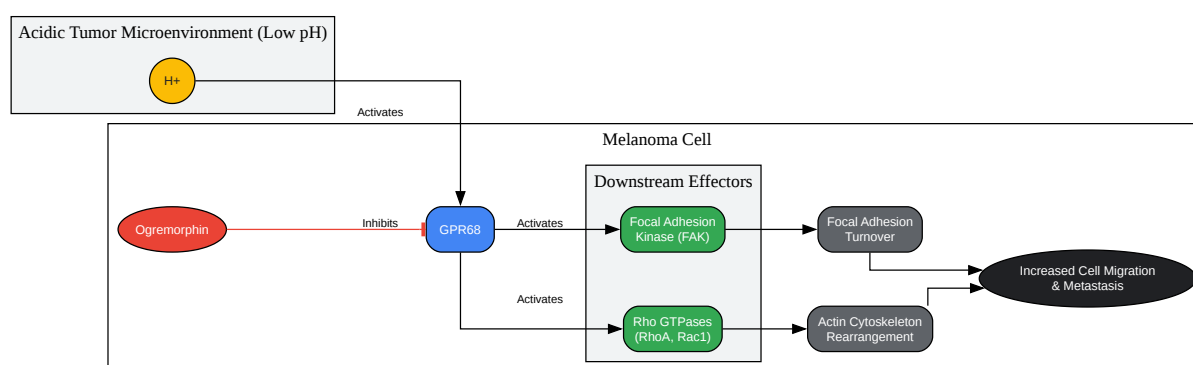 Acidic Tumor Microenvironment (Low pH)
H+
Activates
Melanoma Cell
Downstream Effectors
Ogremorphin
Inhibits
GPR68
Activates
Focal Adhesion
Kinase (FAK)
Focal Adhesion
Turnover
Increased Cell Migration
& Metastasis
Activates
Rho GTPases
(RhoA, Rac1)
Actin Cytoskeleton
Rearrangement